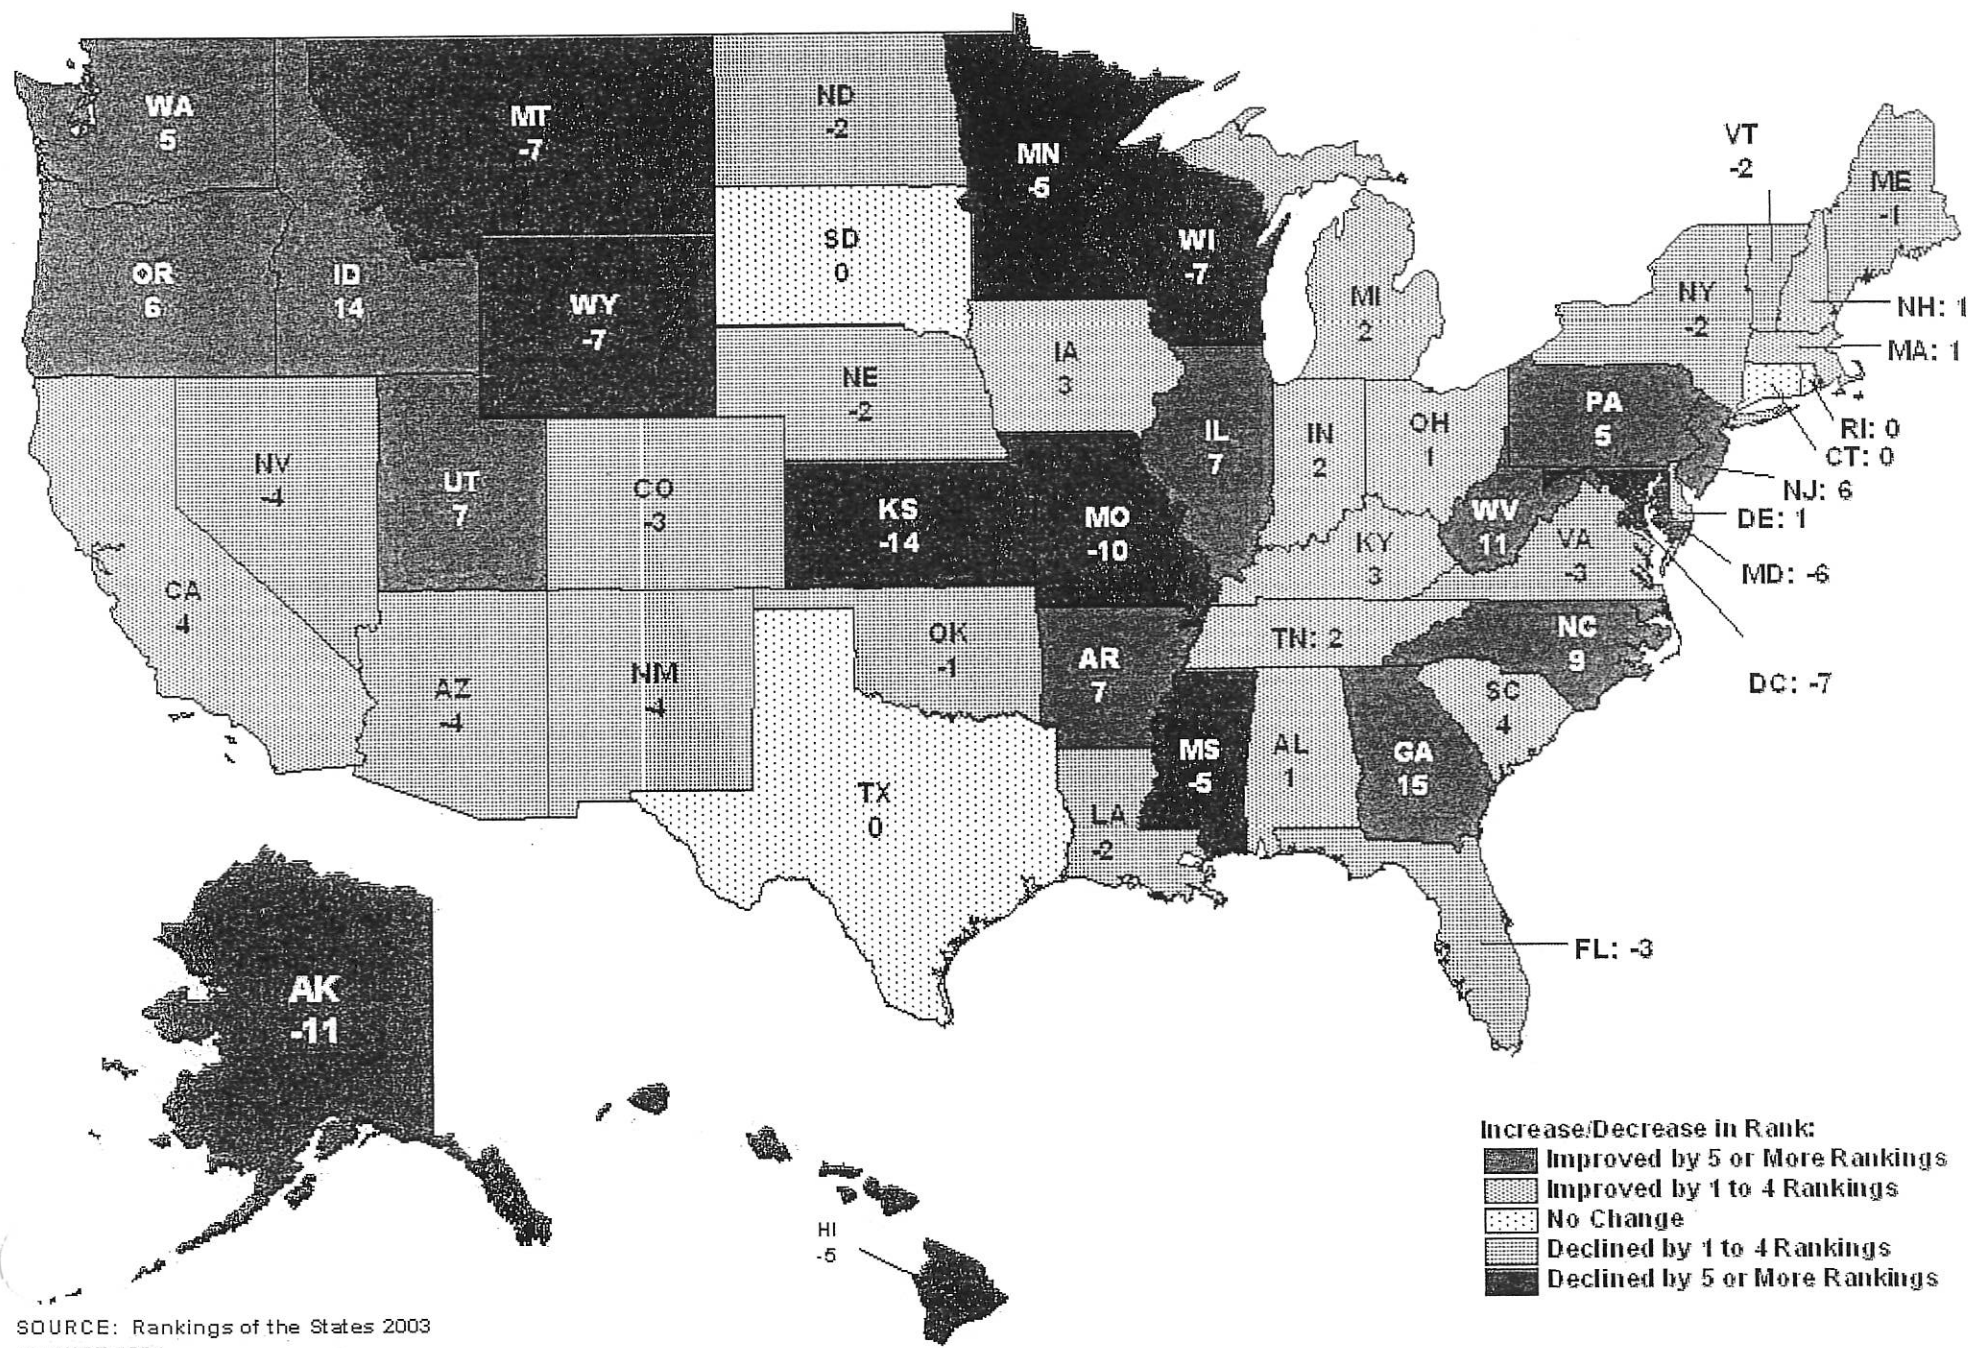 WA
5
MT
-7
ND
-2
MN
-5
VT
-2
ME
-1
OR
6
ID
14
WY
-7
SD
0
WI
-7
MI
2
NY
-2
NH: 1
MA: 1
RI: 0
CT: 0
NJ: 6
DE: 1
MD: -6
DC: -7
NE
-2
IA
3
PA
5
NV
-4
UT
7
CO
-3
KS
-14
MO
-10
IL
7
IN
2
OH
1
WV
11
VA
-3
KY
3
CA
4
AZ
-4
NM
-4
OK
-1
AR
7
TN: 2
NC
9
SC
4
TX
0
LA
-2
MS
-5
AL
1
GA
15
FL: -3
AK
-11
HI
-5
Increase/Decrease in Rank:
Improved by 5 or More Rankings
Improved by 1 to 4 Rankings
No Change
Declined by 1 to 4 Rankings
Declined by 5 or More Rankings
SOURCE: Rankings of the States 2003